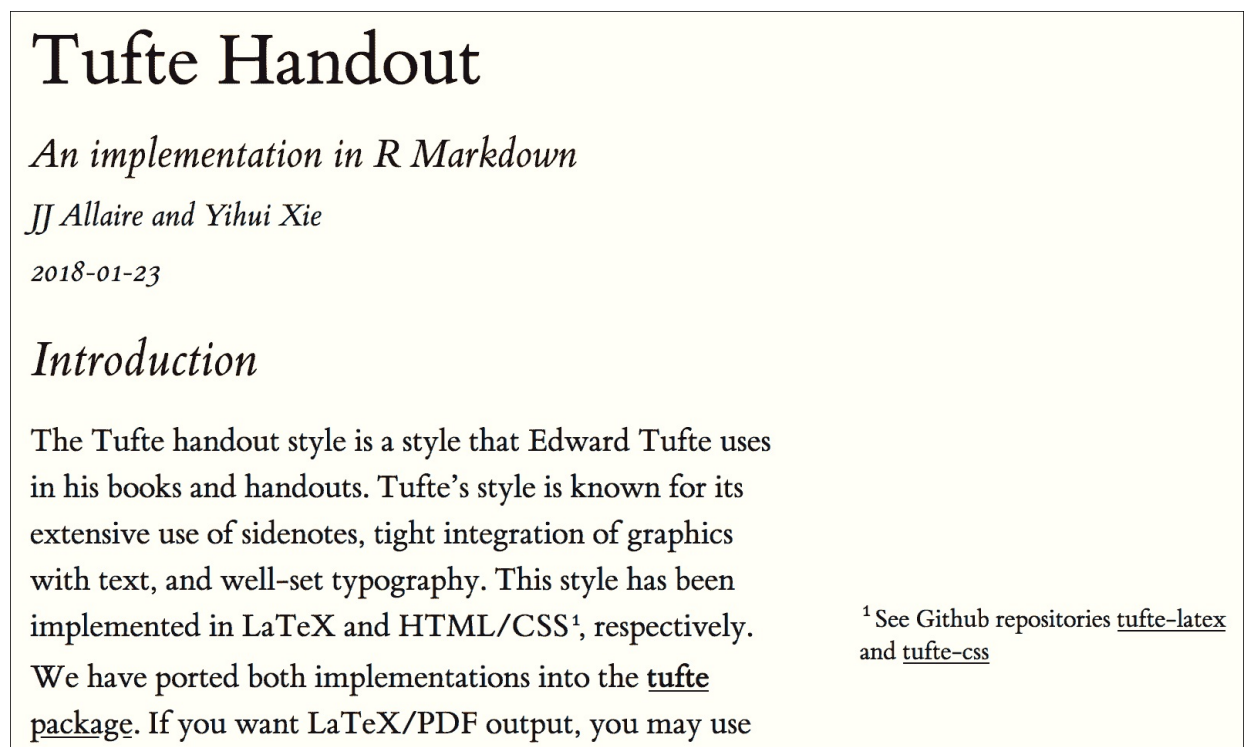 Tufte Handout
An implementation in R Markdown
JJ Allaire and Yihui Xie
2018-01-23
Introduction
The Tufte handout style is a style that Edward Tufte uses
in his books and handouts. Tufte’s style is known for its
extensive use of sidenotes, tight integration of graphics
with text, and well-set typography. This style has been
implemented in LaTeX and HTML/CSS¹, respectively.
We have ported both implementations into the tufte
package. If you want LaTeX/PDF output, you may use
¹ See Github repositories tufte-latex
and tufte-css